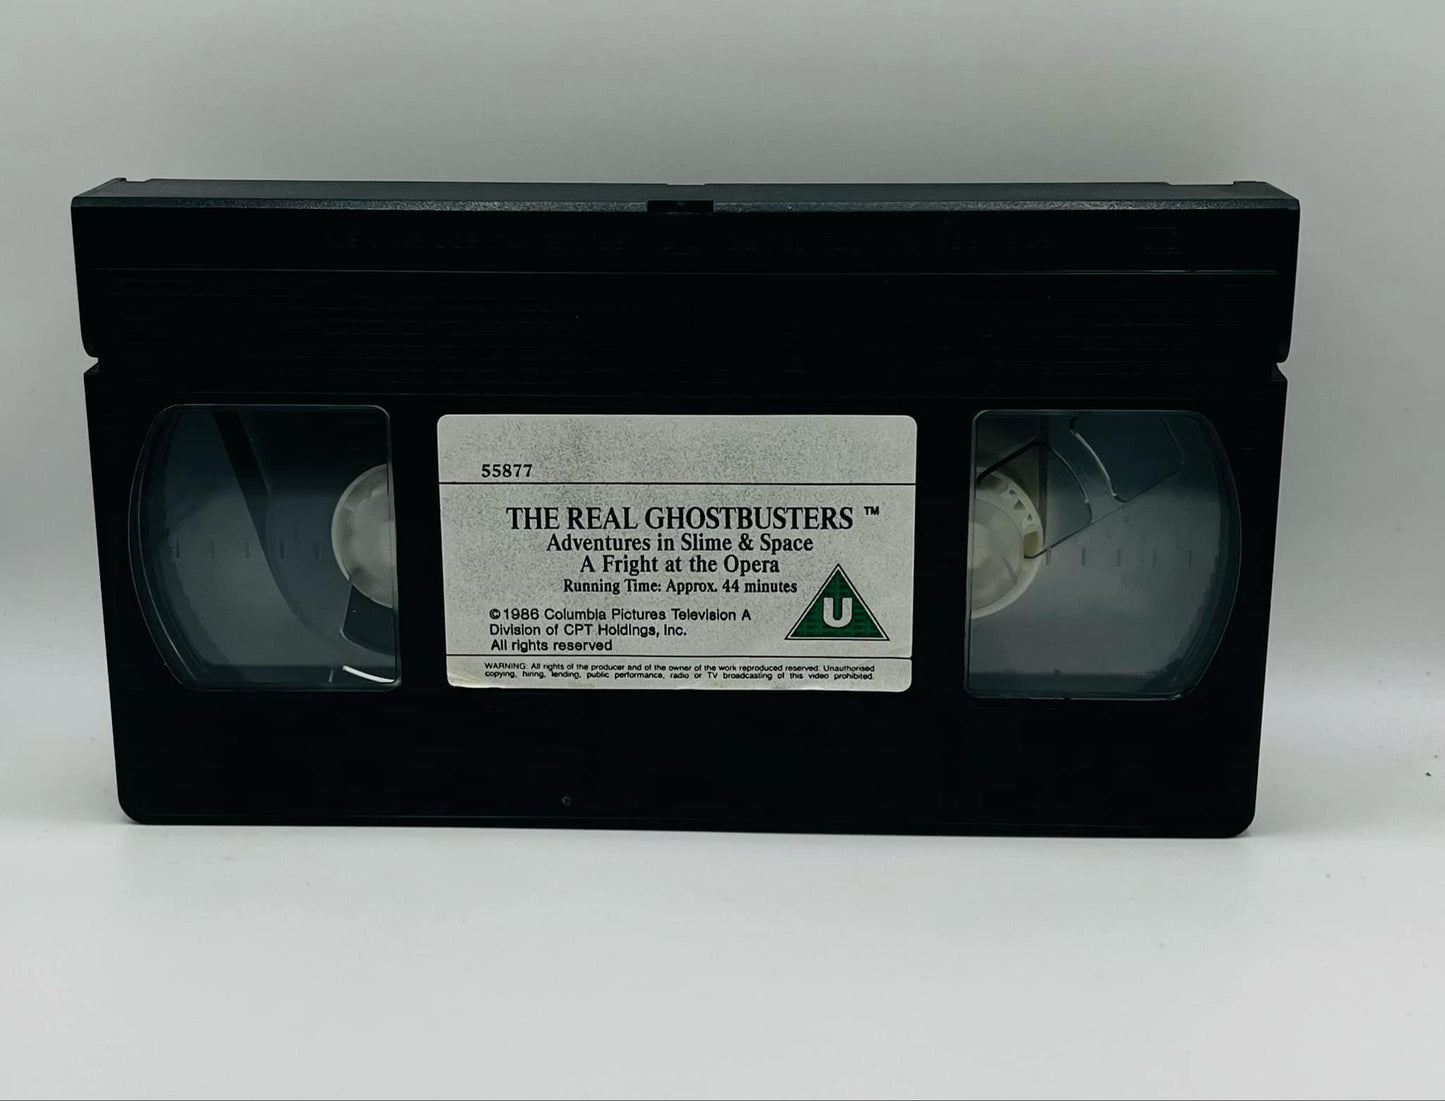 55877
THE REAL GHOSTBUSTERS ™
Adventures in Slime & Space
A Fright at the Opera
Running Time: Approx. 44 minutes
© 1986 Columbia Pictures Television A
Division of CPT Holdings, Inc.
All rights reserved
U
WARNING. All rights of the producer and of the owner of the work reproduced reserved. Unauthorised
copying, hiring, lending, public performance, radio or TV broadcasting of this video prohibited.